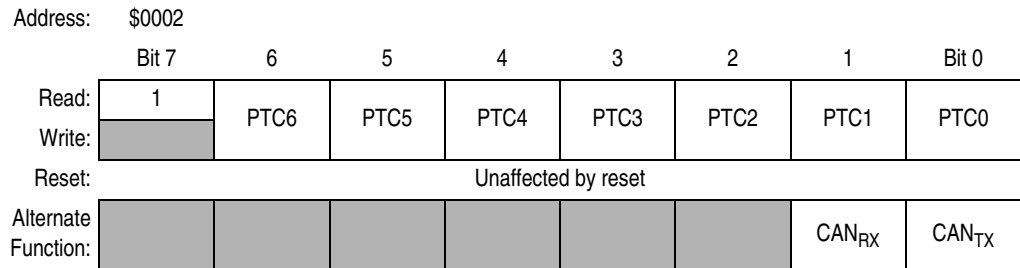 Address: $0002
Bit 7 6 5 4 3 2 1 Bit 0
Read: 1 PTC6 PTC5 PTC4 PTC3 PTC2 PTC1 PTC0
Write:
Reset: Unaffected by reset
Alternate Function: CANRX CANTX